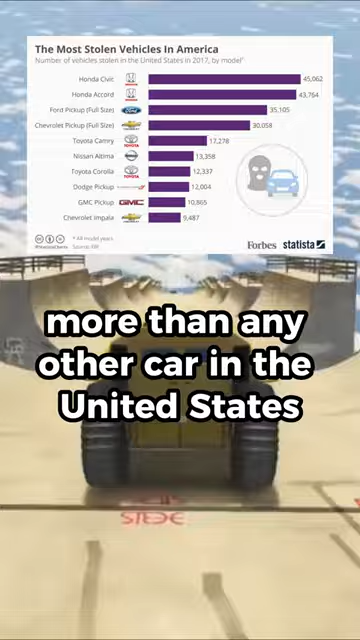 The Most Stolen Vehicles In America
Number of vehicles stolen in the United States in 2017, by model*
Honda Civic 45,062
Honda Accord 43,764
Ford Pickup (Full Size) 35,105
Chevrolet Pickup (Full Size) 30,058
Toyota Camry 17,278
Nissan Altima 13,358
Toyota Corolla 12,337
Dodge Pickup 12,004
GMC Pickup GMC 10,865
Chevrolet Impala 9,487
* All model years
@StatistaCharts Source: NICB
Forbes statista
more than any
other car in the
United States